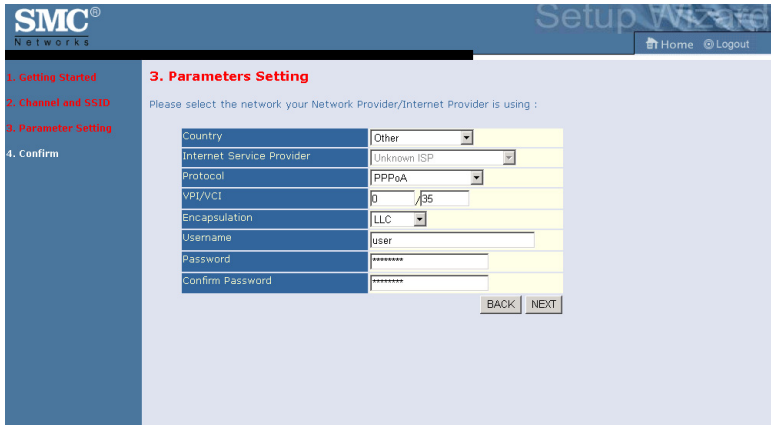 SMC®
Networks
Setup Wizard
Home Logout
1. Getting Started
2. Channel and SSID
3. Parameter Setting
4. Confirm
3. Parameters Setting
Please select the network your Network Provider/Internet Provider is using :
Country Other
Internet Service Provider Unknown ISP
Protocol PPPoA
VPI/VCI 0 /35
Encapsulation LLC
Username user
Password ********
Confirm Password ********
BACK NEXT